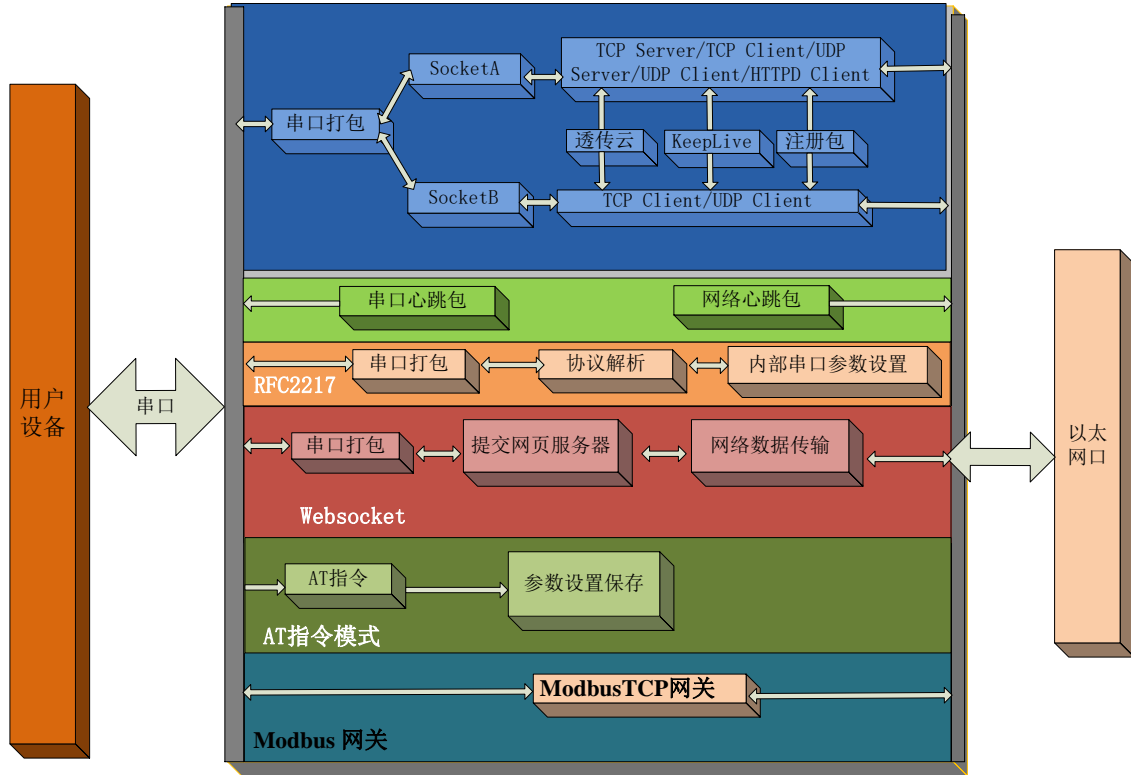 TCP Server/TCP Client/UDP
Server/UDP Client/HTTPD Client
SocketA
串口打包
透传云
KeepLive
注册包
SocketB
TCP Client/UDP Client
串口心跳包
网络心跳包
串口打包
协议解析
内部串口参数设置
RFC2217
用户
设备
串口
串口打包
提交网页服务器
网络数据传输
以太
网口
Websocket
AT指令
参数设置保存
AT指令模式
ModbusTCP网关
Modbus 网关